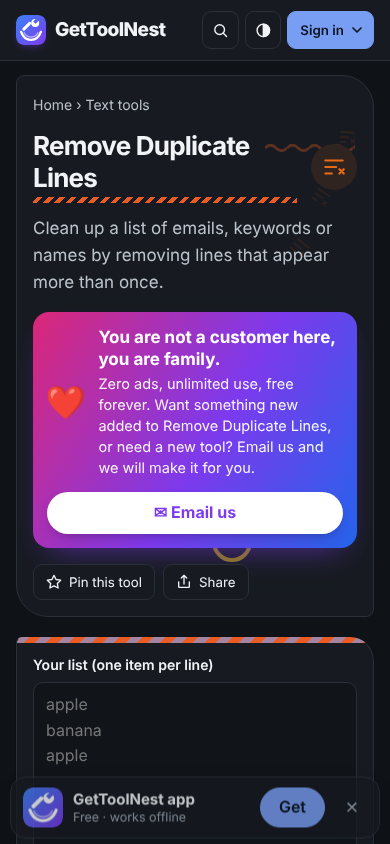 GetToolNest
Sign in
Home › Text tools
Remove Duplicate
Lines
Clean up a list of emails, keywords or
names by removing lines that appear
more than once.
You are not a customer here,
you are family.
Zero ads, unlimited use, free
forever. Want something new
added to Remove Duplicate Lines,
or need a new tool? Email us and
we will make it for you.
✉ Email us
Pin this tool
Share
Your list (one item per line)
apple
banana
apple
GetToolNest app
Free · works offline
Get